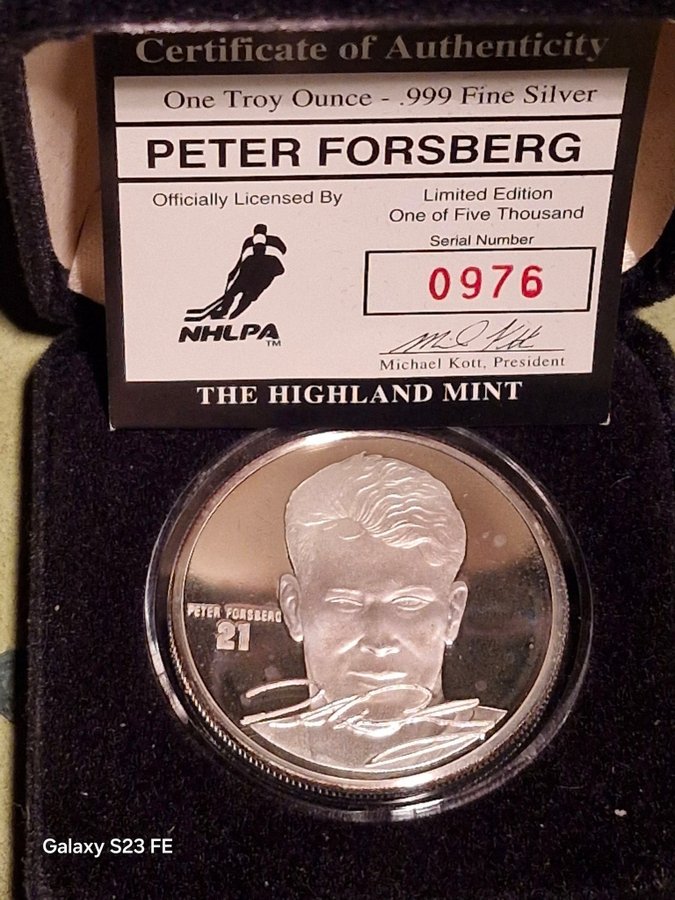 Certificate of Authenticity
One Troy Ounce - .999 Fine Silver
PETER FORSBERG
Officially Licensed By
NHLPA
TM
Limited Edition
One of Five Thousand
Serial Number
0976
Michael Kott, President
THE HIGHLAND MINT
PETER FORSBERG
21
Galaxy S23 FE